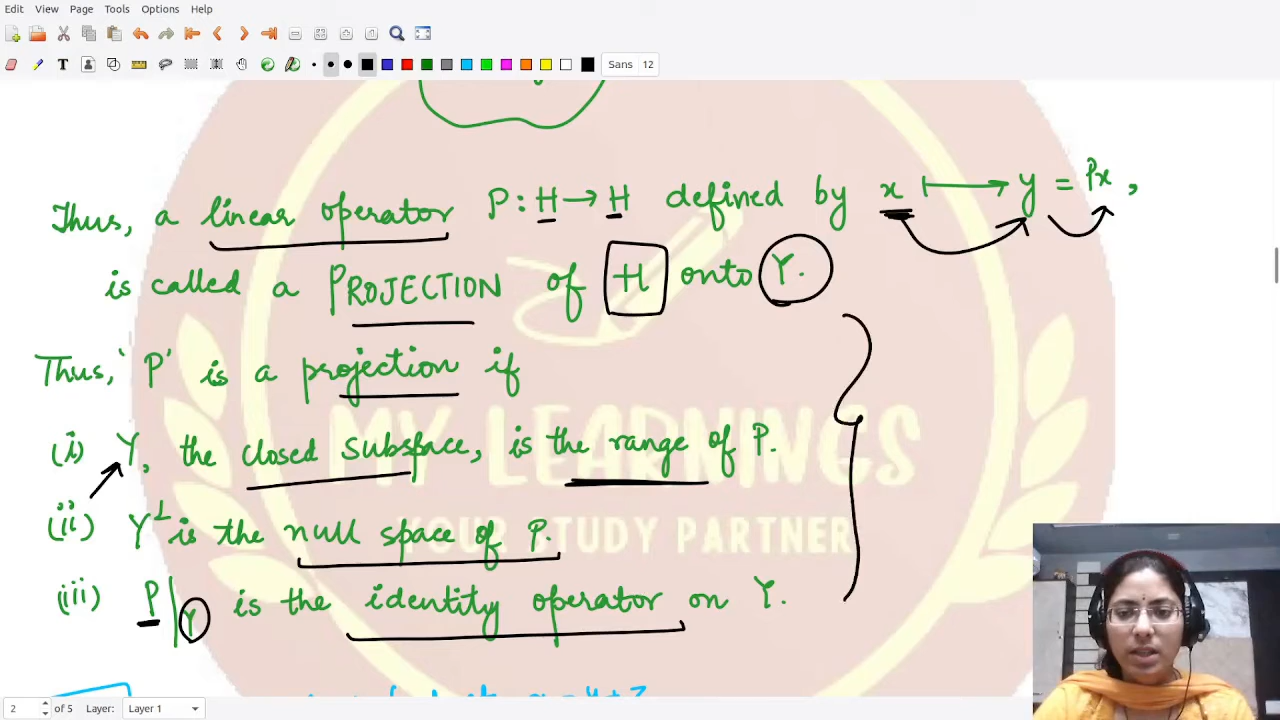 Edit View Page Tools Options Help
Sans 12
Thus, a linear operator P : H → H defined by x ↦ y = Px,
is called a PROJECTION of H onto Y.
Thus, 'P' is a projection if
(i) Y, the closed subspace, is the range of P.
(ii) Y⊥ is the null space of P.
(iii) P|Y is the identity operator on Y.
MY LEARNINGS
YOUR STUDY PARTNER
2 of 5 Layer: Layer 1